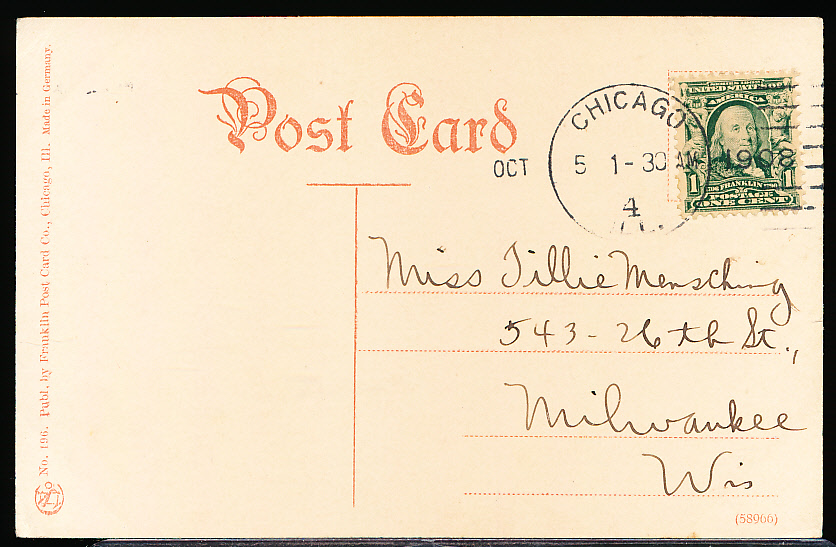 Post Card
CHICAGO
OCT 5 1-30 AM 1908
4
ILL.
UNITED STATES OF
AMERICA
1 FRANKLIN 1
POSTAGE
ONE CENT
Miss Tillie Mensching
543-26th St.,
Milwaukee
Wis
(58966)
No. 196. Publ. by Franklin Post Card Co., Chicago, Ill. Made in Germany.